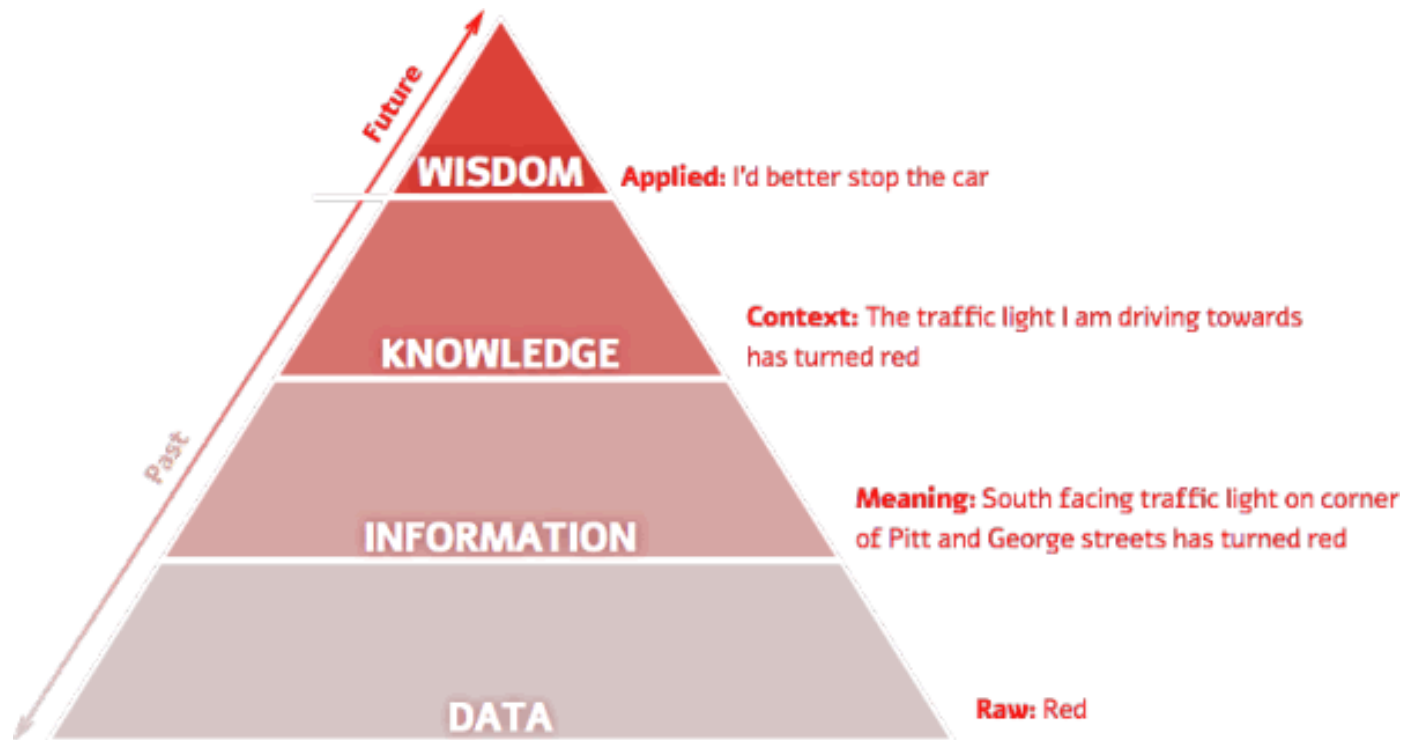 Future
WISDOM
Applied: I'd better stop the car
Context: The traffic light I am driving towards
has turned red
KNOWLEDGE
Past
Meaning: South facing traffic light on corner
of Pitt and George streets has turned red
INFORMATION
Raw: Red
DATA